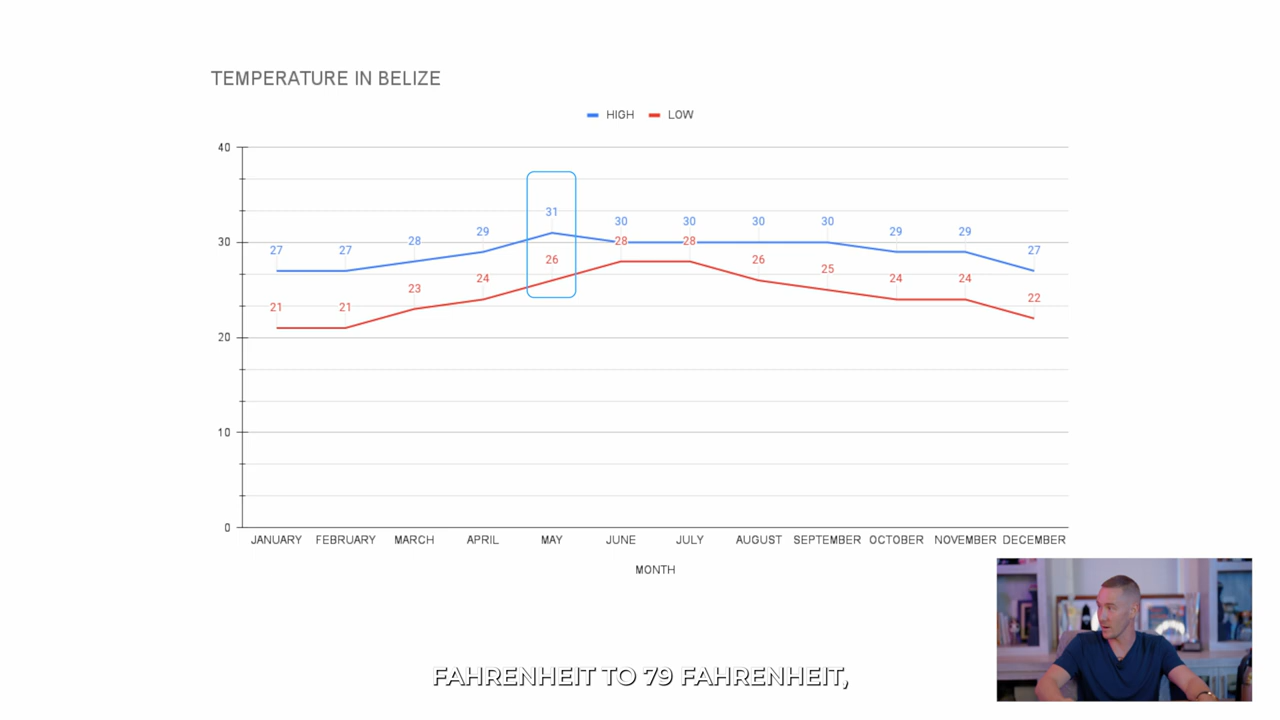 TEMPERATURE IN BELIZE
HIGH LOW
40
31
30 30 30 30
29 29 29
28
27 27 27
30
28 28
26 26
25
24 24 24
23
22
21 21
20
10
0
JANUARY FEBRUARY MARCH APRIL MAY JUNE JULY AUGUST SEPTEMBER OCTOBER NOVEMBER DECEMBER
MONTH
FAHRENHEIT TO 79 FAHRENHEIT,